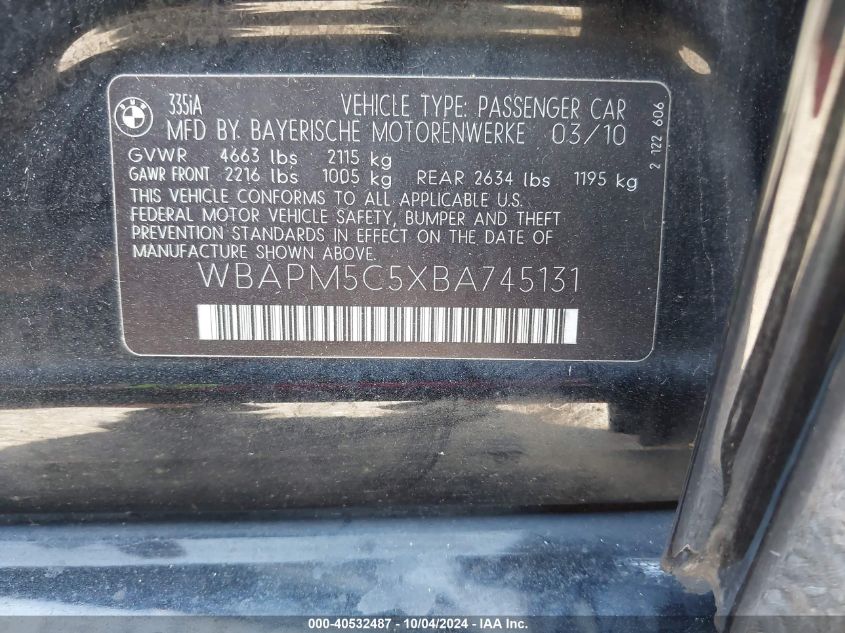 BMW
335iA VEHICLE TYPE: PASSENGER CAR
MFD BY BAYERISCHE MOTORENWERKE 03/10
GVWR 4663 lbs 2115 kg
GAWR FRONT 2216 lbs 1005 kg REAR 2634 lbs 1195 kg
THIS VEHICLE CONFORMS TO ALL APPLICABLE U.S.
FEDERAL MOTOR VEHICLE SAFETY, BUMPER AND THEFT
PREVENTION STANDARDS IN EFFECT ON THE DATE OF
MANUFACTURE SHOWN ABOVE.
WBAPM5C5XBA745131
2 122 606
000-40532487 - 10/04/2024 - IAA Inc.